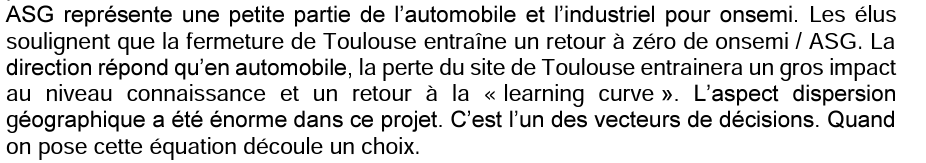 ASG représente une petite partie de l’automobile et l’industriel pour onsemi. Les élus
soulignent que la fermeture de Toulouse entraîne un retour à zéro de onsemi / ASG. La
direction répond qu’en automobile, la perte du site de Toulouse entrainera un gros impact
au niveau connaissance et un retour à la « learning curve ». L’aspect dispersion
géographique a été énorme dans ce projet. C’est l’un des vecteurs de décisions. Quand
on pose cette équation découle un choix.